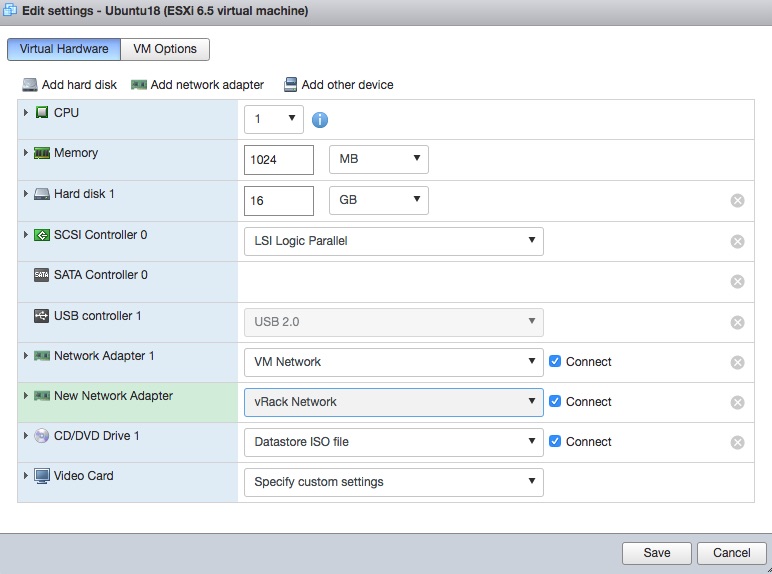 Edit settings - Ubuntu18 (ESXi 6.5 virtual machine)
Virtual Hardware VM Options
Add hard disk Add network adapter Add other device
CPU 1
Memory 1024 MB
Hard disk 1 16 GB
SCSI Controller 0 LSI Logic Parallel
SATA SATA Controller 0
USB controller 1 USB 2.0
Network Adapter 1 VM Network Connect
New Network Adapter vRack Network Connect
CD/DVD Drive 1 Datastore ISO file Connect
Video Card Specify custom settings
Save Cancel